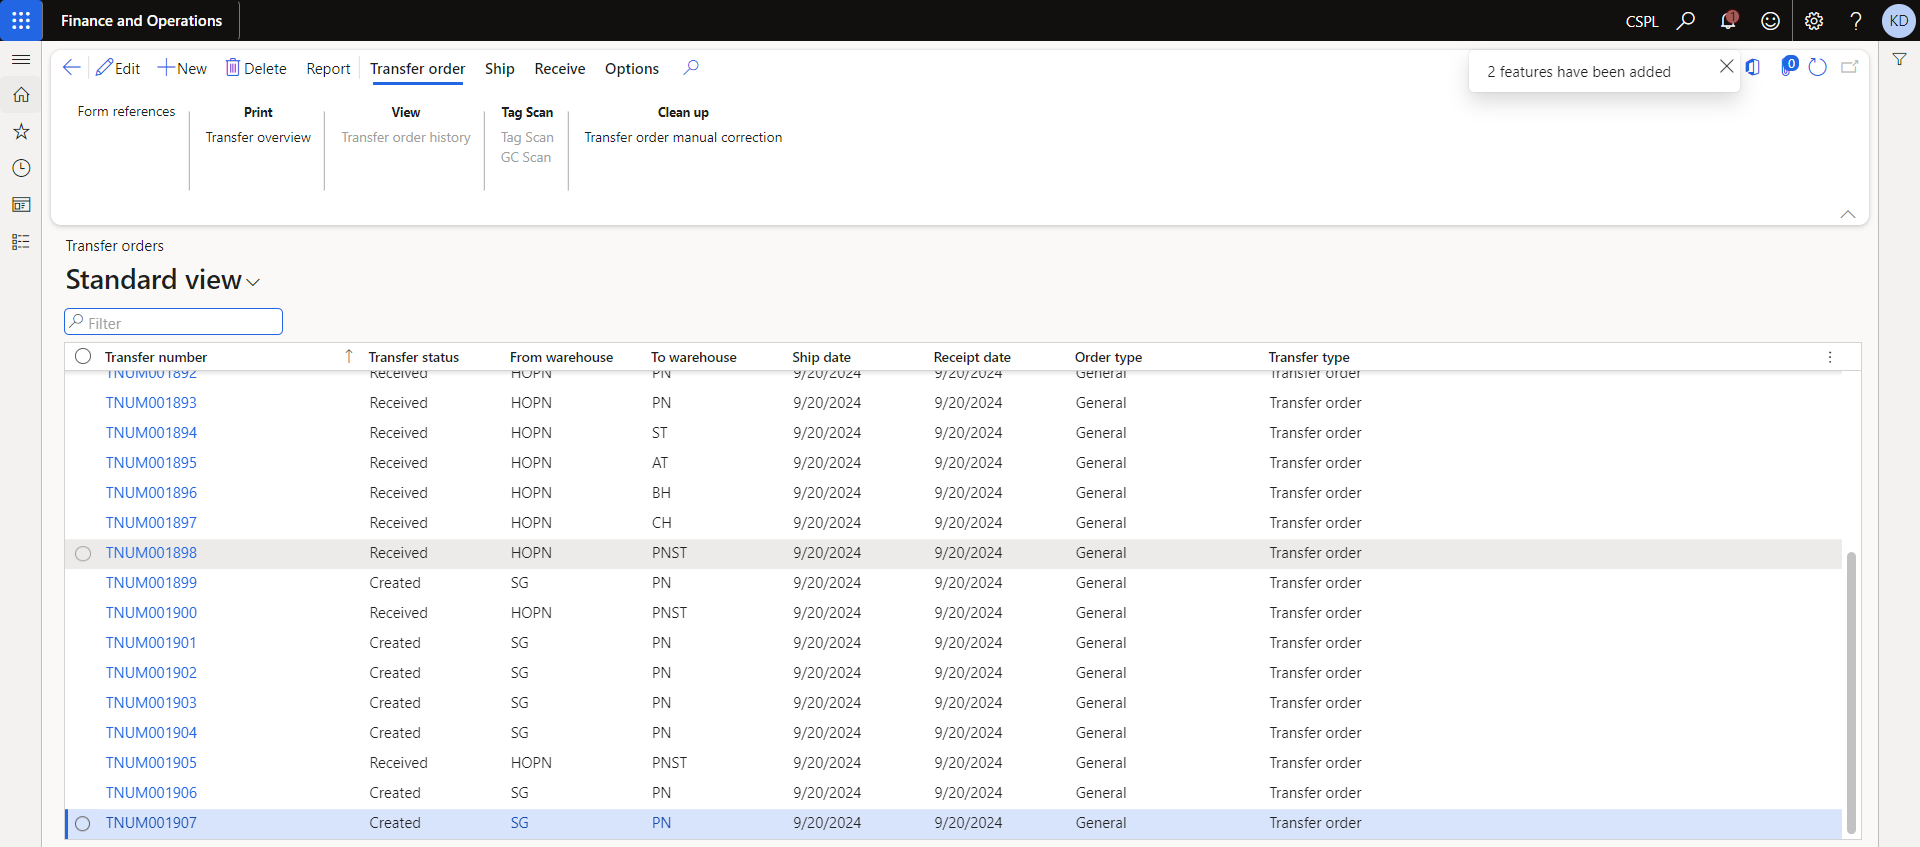 Finance and Operations
CSPL
1
?
KD
Edit
New
Delete
Report
Transfer order
Ship
Receive
Options
2 features have been added
0
Form references
Print
Transfer overview
View
Transfer order history
Tag Scan
Tag Scan
GC Scan
Clean up
Transfer order manual correction
Transfer orders
Standard view
Filter
Transfer number Transfer status From warehouse To warehouse Ship date Receipt date Order type Transfer type
TNUM001892 Received HOPN PN 9/20/2024 9/20/2024 General Transfer order
TNUM001893 Received HOPN PN 9/20/2024 9/20/2024 General Transfer order
TNUM001894 Received HOPN ST 9/20/2024 9/20/2024 General Transfer order
TNUM001895 Received HOPN AT 9/20/2024 9/20/2024 General Transfer order
TNUM001896 Received HOPN BH 9/20/2024 9/20/2024 General Transfer order
TNUM001897 Received HOPN CH 9/20/2024 9/20/2024 General Transfer order
TNUM001898 Received HOPN PNST 9/20/2024 9/20/2024 General Transfer order
TNUM001899 Created SG PN 9/20/2024 9/20/2024 General Transfer order
TNUM001900 Received HOPN PNST 9/20/2024 9/20/2024 General Transfer order
TNUM001901 Created SG PN 9/20/2024 9/20/2024 General Transfer order
TNUM001902 Created SG PN 9/20/2024 9/20/2024 General Transfer order
TNUM001903 Created SG PN 9/20/2024 9/20/2024 General Transfer order
TNUM001904 Created SG PN 9/20/2024 9/20/2024 General Transfer order
TNUM001905 Received HOPN PNST 9/20/2024 9/20/2024 General Transfer order
TNUM001906 Created SG PN 9/20/2024 9/20/2024 General Transfer order
TNUM001907 Created SG PN 9/20/2024 9/20/2024 General Transfer order